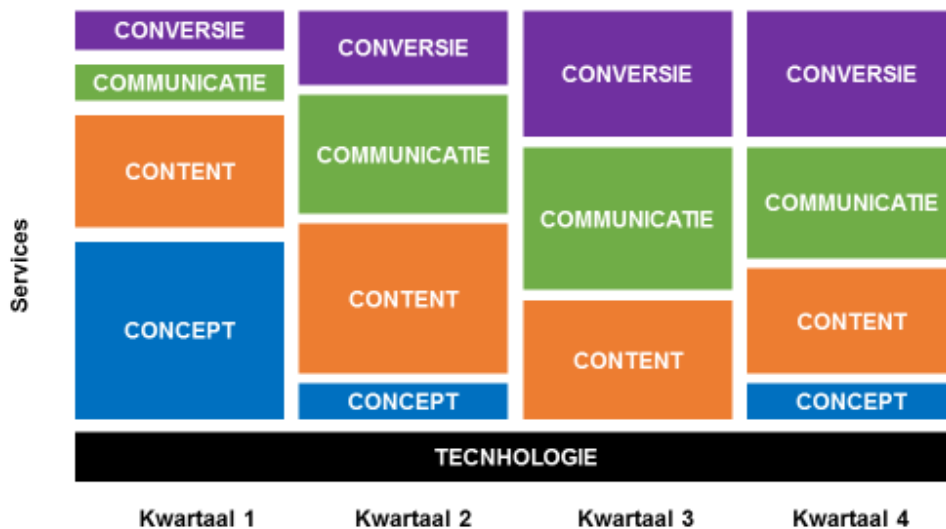 CONVERSIE
COMMUNICATIE
CONTENT
CONCEPT
CONVERSIE
COMMUNICATIE
CONTENT
CONCEPT
CONVERSIE
COMMUNICATIE
CONTENT
CONVERSIE
COMMUNICATIE
CONTENT
CONCEPT
Services
TECNHOLOGIE
Kwartaal 1
Kwartaal 2
Kwartaal 3
Kwartaal 4